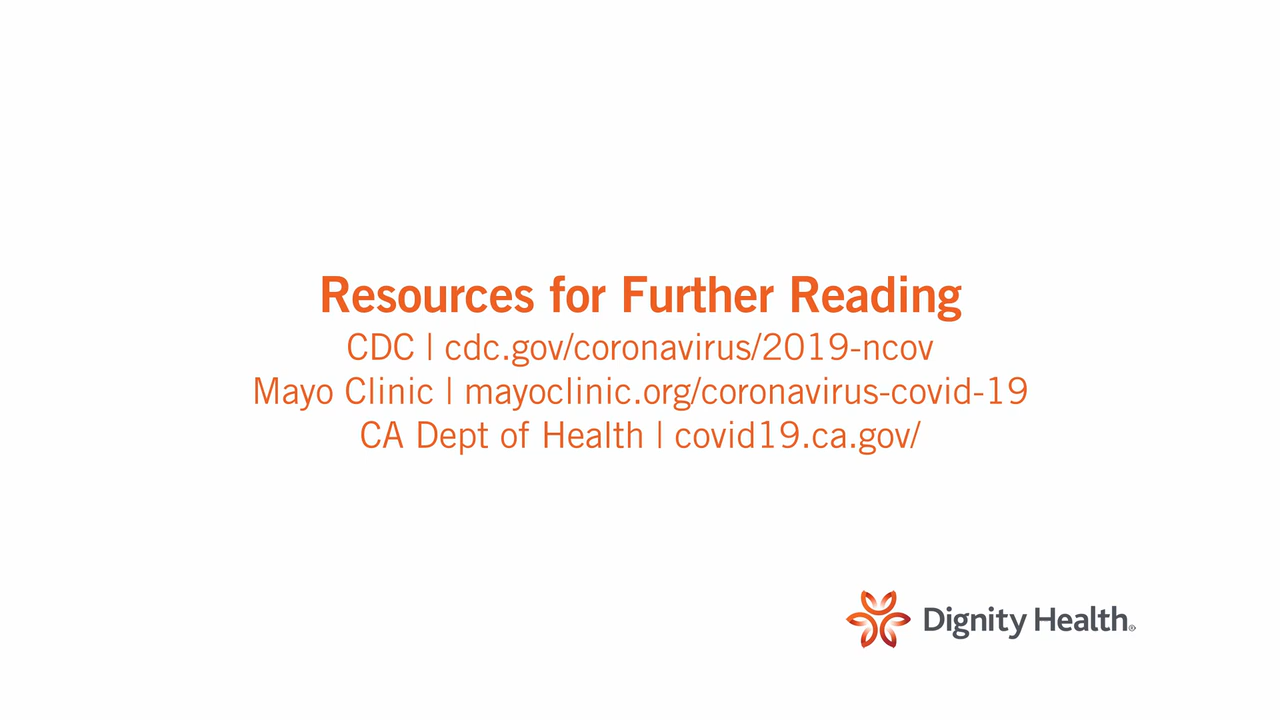 Resources for Further Reading
CDC | cdc.gov/coronavirus/2019-ncov
Mayo Clinic | mayoclinic.org/coronavirus-covid-19
CA Dept of Health | covid19.ca.gov/
Dignity Health®